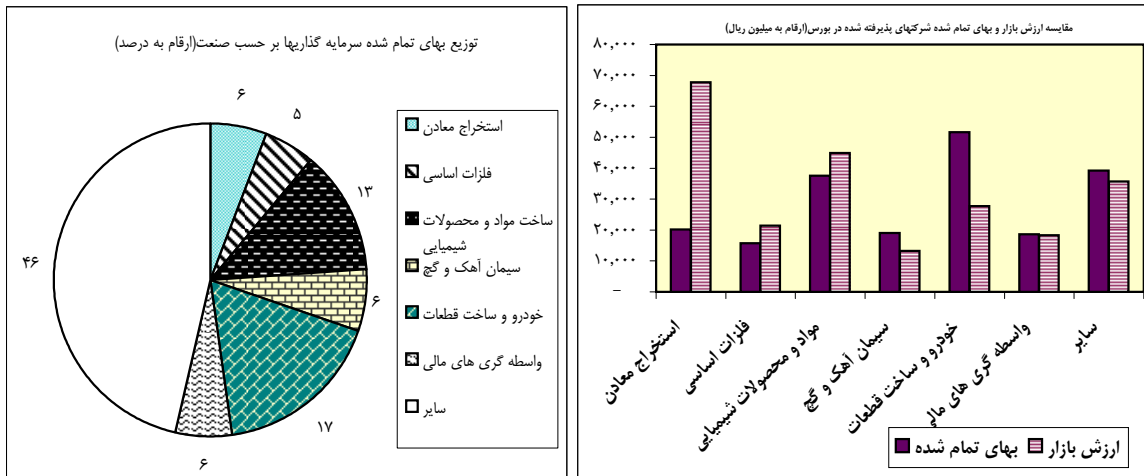 توزیع بهای تمام شده سرمایه گذاریها بر حسب صنعت(ارقام به درصد)
۶
۵
۱۳
۶
۱۷
۶
۴۶
استخراج معادن
فلزات اساسی
ساخت مواد و محصولات
شیمیایی
سیمان آهک و گچ
خودرو و ساخت قطعات
واسطه گری های مالی
سایر
مقایسه ارزش بازار و بهای تمام شده شرکتهای پذیرفته شده در بورس(ارقام به میلیون ریال)
۸۰,۰۰۰
۷۰,۰۰۰
۶۰,۰۰۰
۵۰,۰۰۰
۴۰,۰۰۰
۳۰,۰۰۰
۲۰,۰۰۰
۱۰,۰۰۰
–
استخراج معادن
فلزات اساسی
مواد و محصولات شیمیایی
سیمان آهک و گچ
خودرو و ساخت قطعات
واسطه گری های مالی
سایر
بهای تمام شده
ارزش بازار